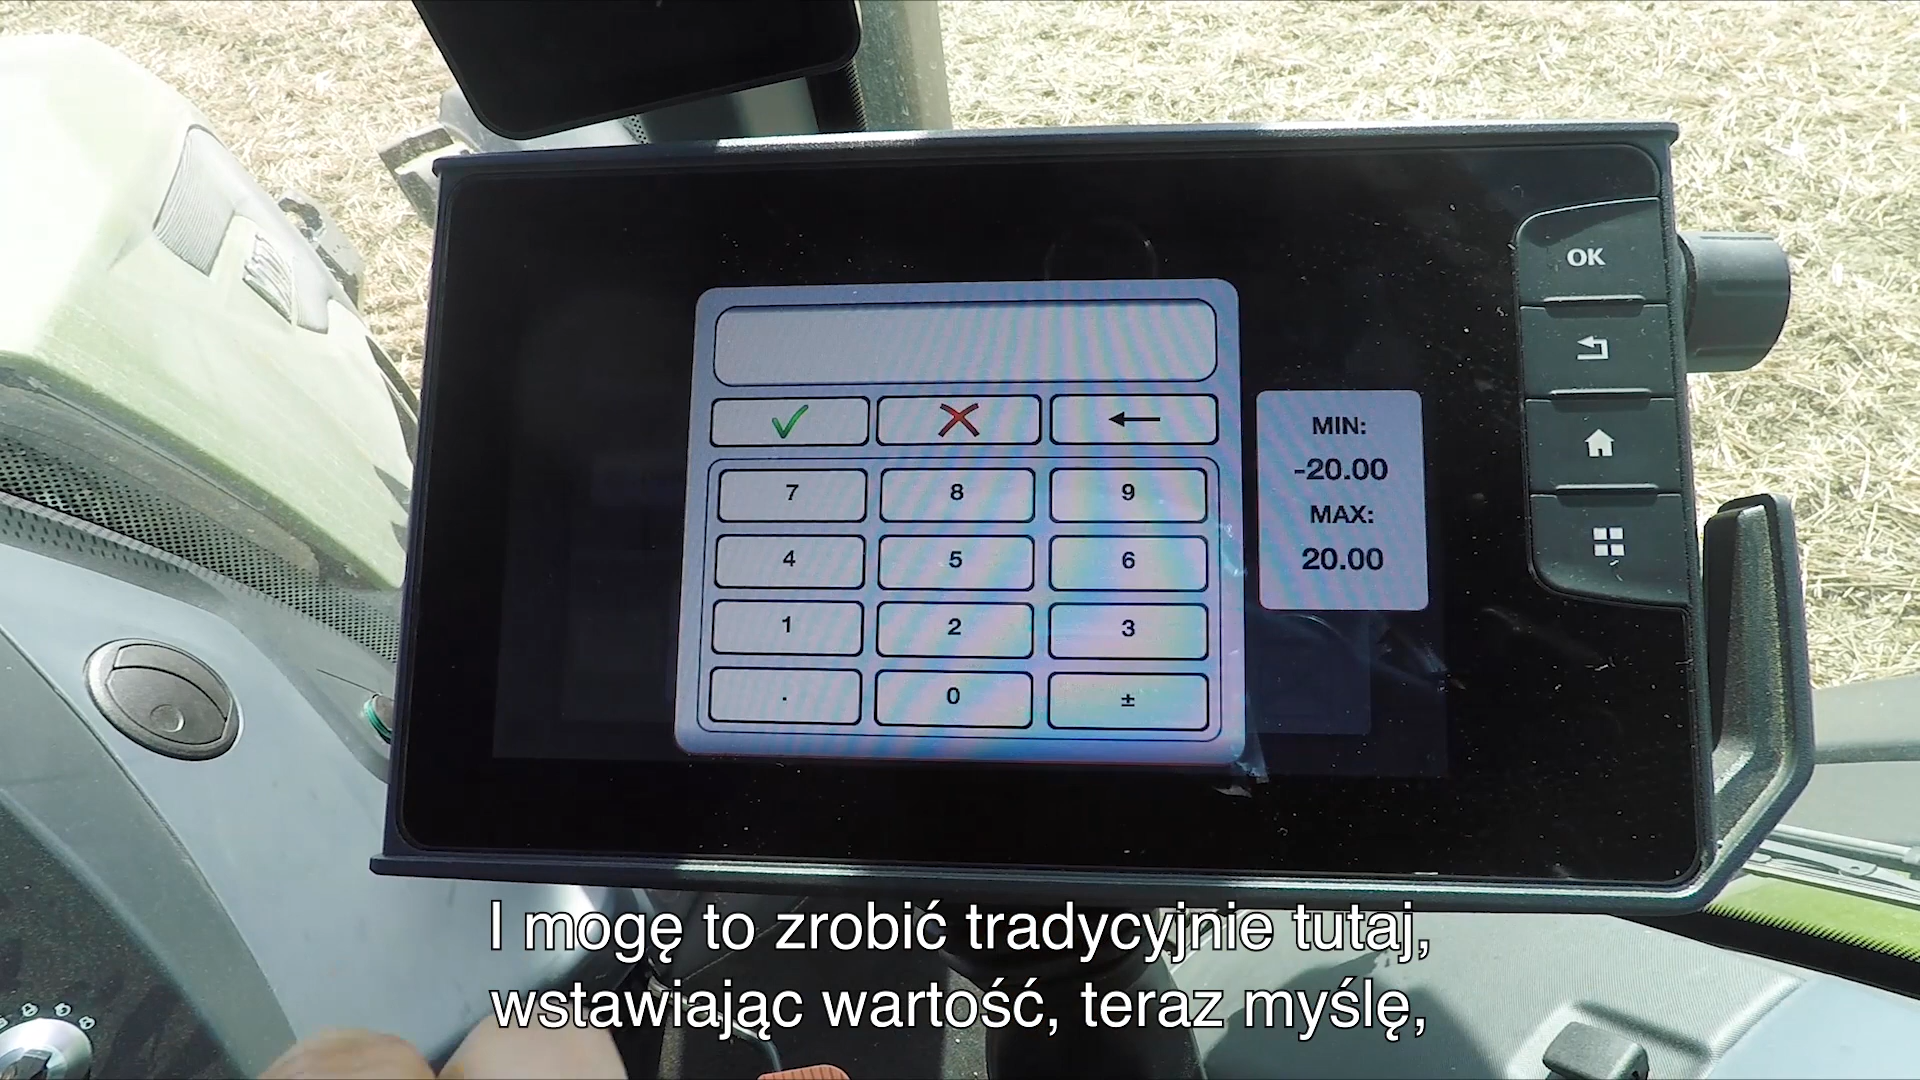 OK
MIN:
-20.00
MAX:
20.00
7 8 9
4 5 6
1 2 3
. 0 ±
I mogę to zrobić tradycyjnie tutaj,
wstawiając wartość, teraz myślę,